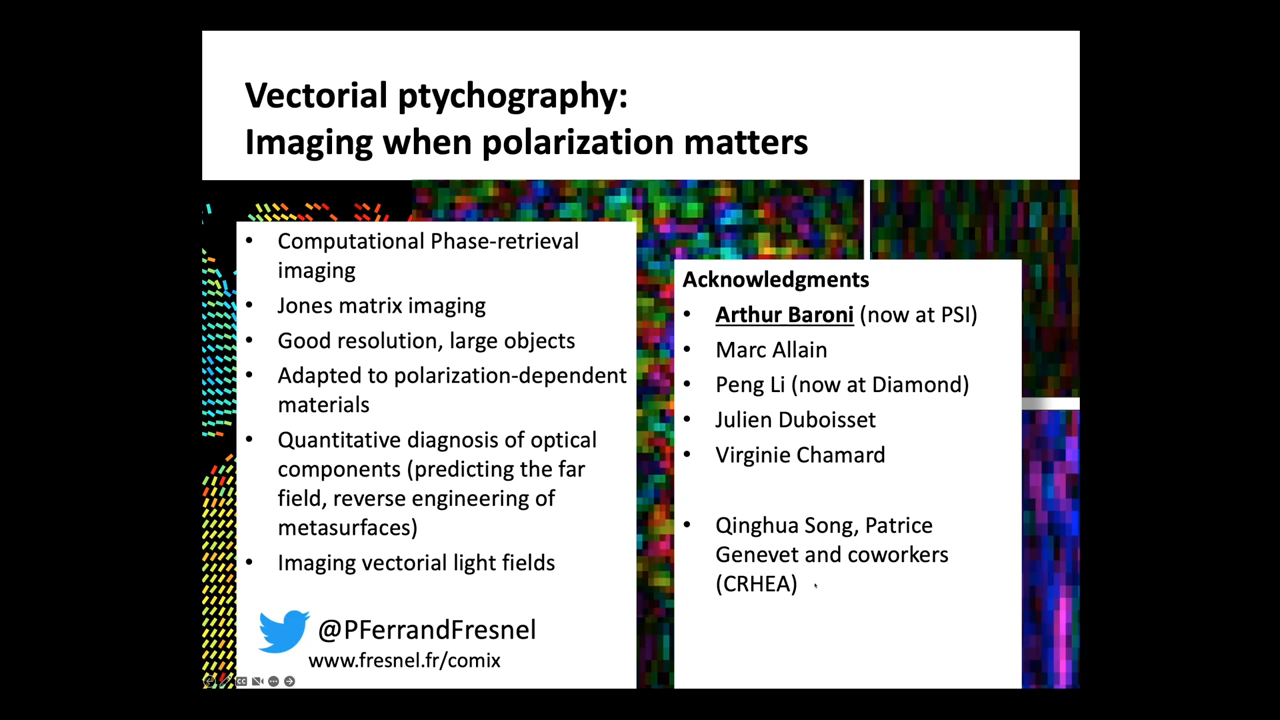 Vectorial ptychography:
Imaging when polarization matters
• Computational Phase-retrieval
imaging
• Jones matrix imaging
• Good resolution, large objects
• Adapted to polarization-dependent
materials
• Quantitative diagnosis of optical
components (predicting the far
field, reverse engineering of
metasurfaces)
• Imaging vectorial light fields
@PFerrandFresnel
www.fresnel.fr/comix
Acknowledgments
• Arthur Baroni (now at PSI)
• Marc Allain
• Peng Li (now at Diamond)
• Julien Duboisset
• Virginie Chamard
• Qinghua Song, Patrice
Genevet and coworkers
(CRHEA)
CC